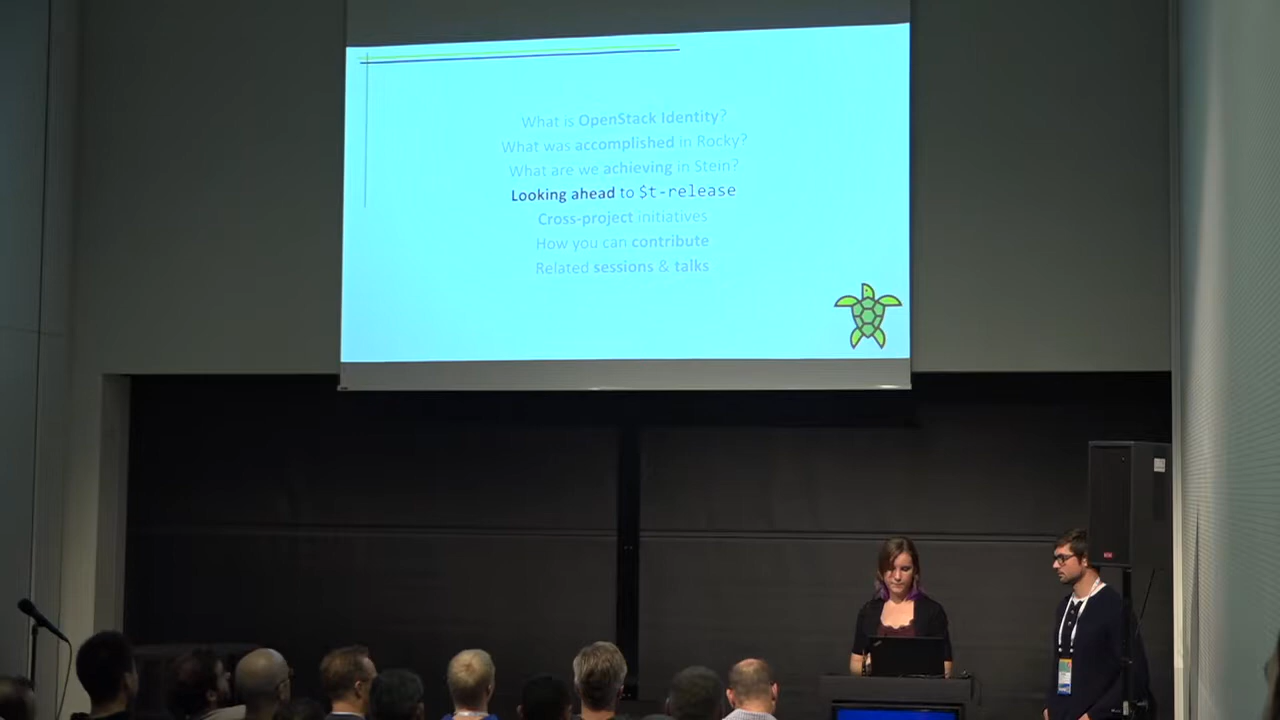 What is OpenStack Identity?
What was accomplished in Rocky?
What are we achieving in Stein?
Looking ahead to $t-release
Cross-project initiatives
How you can contribute
Related sessions & talks